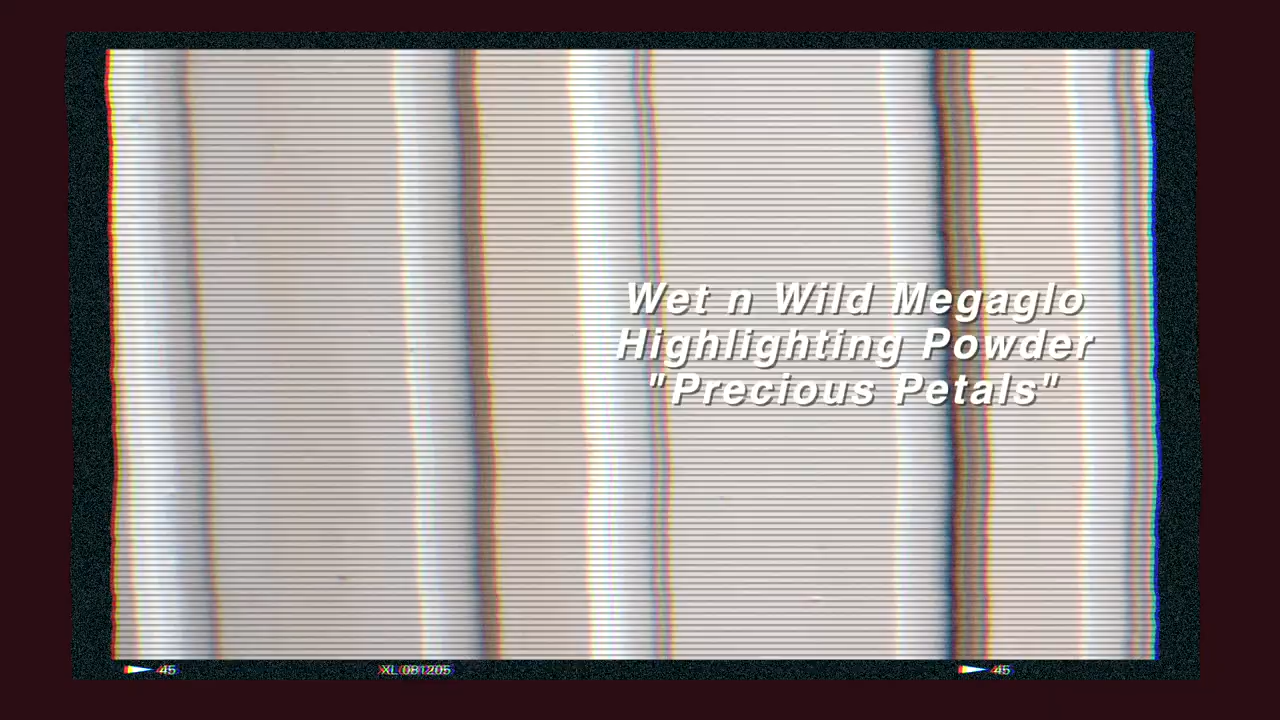 Wet n Wild Megaglo
Highlighting Powder
"Precious Petals"
45 XL 081205 45